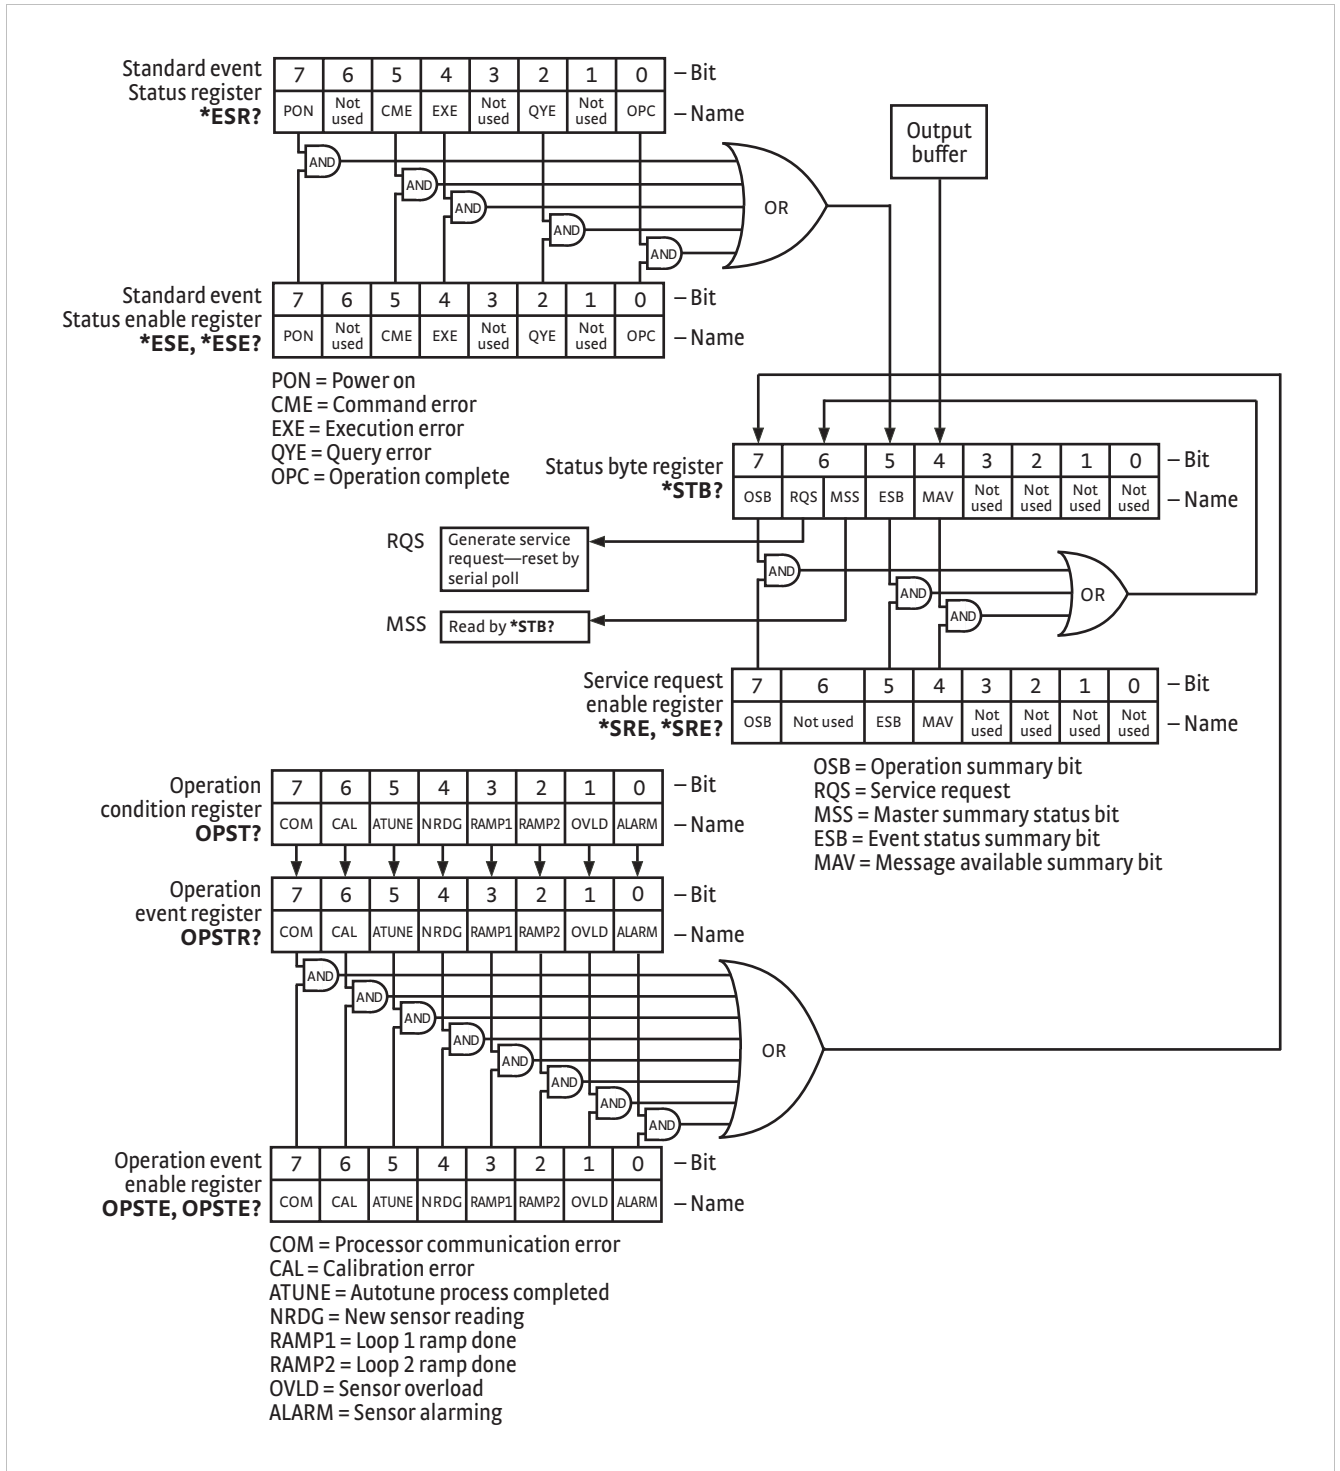 Standard event
Status register
*ESR?
7 6 5 4 3 2 1 0 – Bit
PON Not used CME EXE Not used QYE Not used OPC – Name
AND
AND
AND
AND
AND
OR
Output
buffer
Standard event
Status enable register
*ESE, *ESE?
7 6 5 4 3 2 1 0 – Bit
PON Not used CME EXE Not used QYE Not used OPC – Name
PON = Power on
CME = Command error
EXE = Execution error
QYE = Query error
OPC = Operation complete
Status byte register
*STB?
7 6 5 4 3 2 1 0 – Bit
OSB RQS MSS ESB MAV Not used Not used Not used Not used – Name
RQS
Generate service
request—reset by
serial poll
MSS
Read by *STB?
AND
AND
AND
OR
Service request
enable register
*SRE, *SRE?
7 6 5 4 3 2 1 0 – Bit
OSB Not used ESB MAV Not used Not used Not used Not used – Name
OSB = Operation summary bit
RQS = Service request
MSS = Master summary status bit
ESB = Event status summary bit
MAV = Message available summary bit
Operation
condition register
OPST?
7 6 5 4 3 2 1 0 – Bit
COM CAL ATUNE NRDG RAMP1 RAMP2 OVLD ALARM – Name
Operation
event register
OPSTR?
7 6 5 4 3 2 1 0 – Bit
COM CAL ATUNE NRDG RAMP1 RAMP2 OVLD ALARM – Name
AND
AND
AND
AND
AND
AND
AND
AND
OR
Operation event
enable register
OPSTE, OPSTE?
7 6 5 4 3 2 1 0 – Bit
COM CAL ATUNE NRDG RAMP1 RAMP2 OVLD ALARM – Name
COM = Processor communication error
CAL = Calibration error
ATUNE = Autotune process completed
NRDG = New sensor reading
RAMP1 = Loop 1 ramp done
RAMP2 = Loop 2 ramp done
OVLD = Sensor overload
ALARM = Sensor alarming